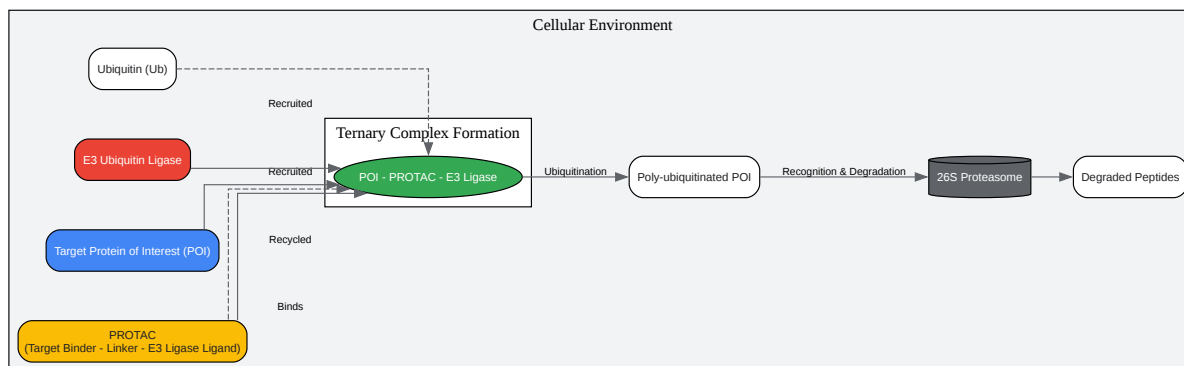 Cellular Environment
Ubiquitin (Ub)
Recruited
Ternary Complex Formation
E3 Ubiquitin Ligase
Recruited
POI - PROTAC - E3 Ligase
Ubiquitination
Poly-ubiquitinated POI
Recognition & Degradation
26S Proteasome
Degraded Peptides
Recycled
Target Protein of Interest (POI)
Binds
PROTAC
(Target Binder - Linker - E3 Ligase Ligand)